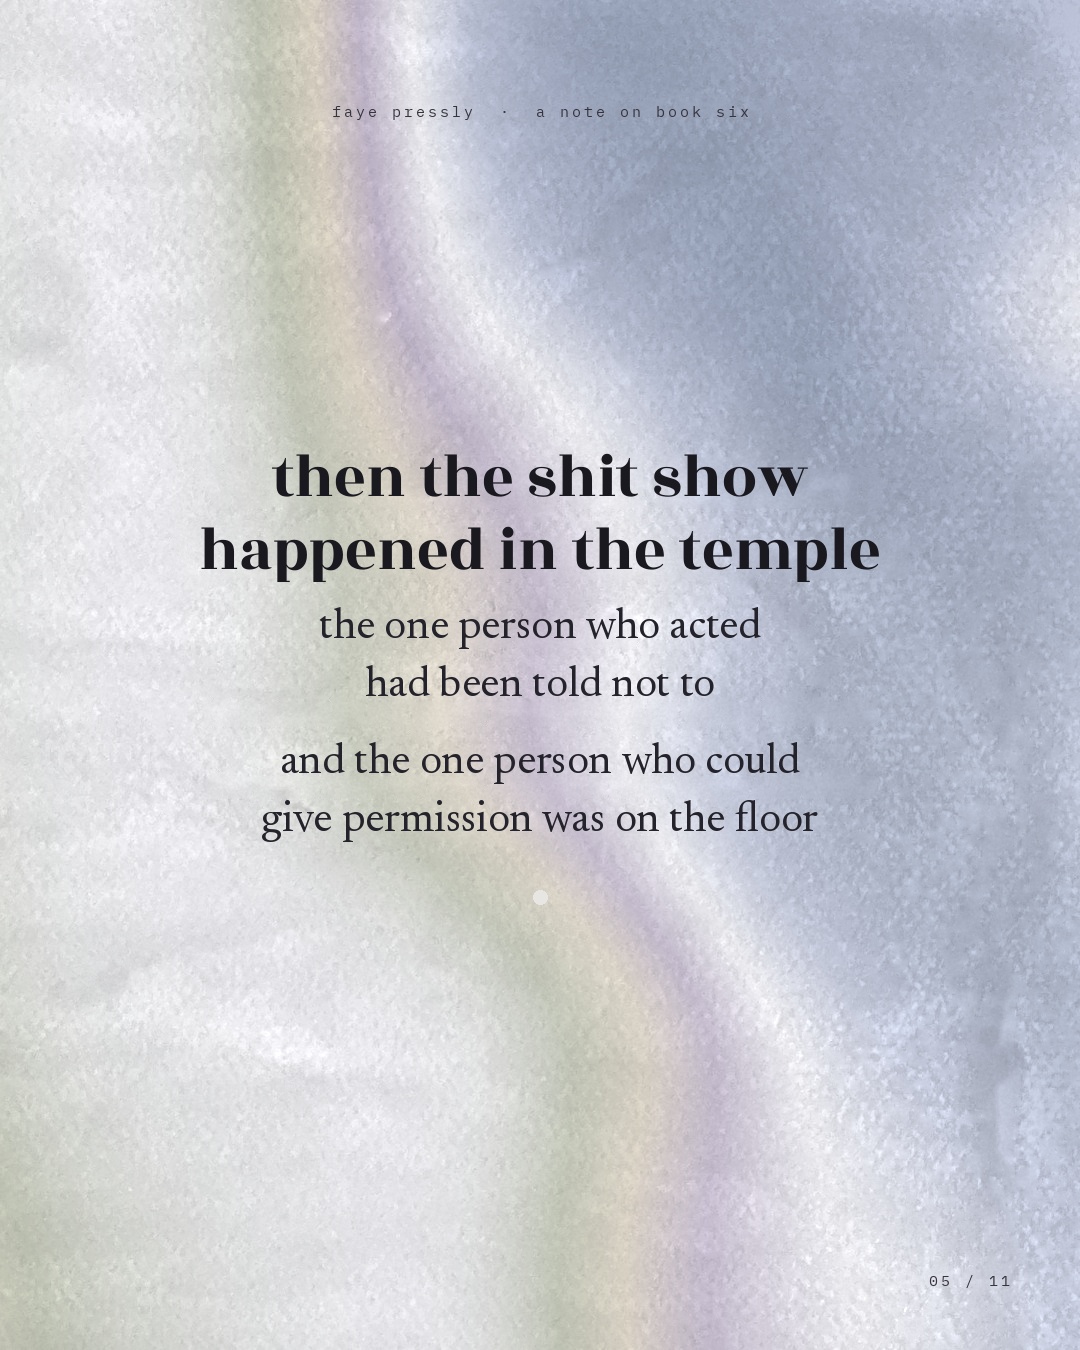 faye pressly · a note on book six
then the shit show
happened in the temple
the one person who acted
had been told not to
and the one person who could
give permission was on the floor
05 / 11